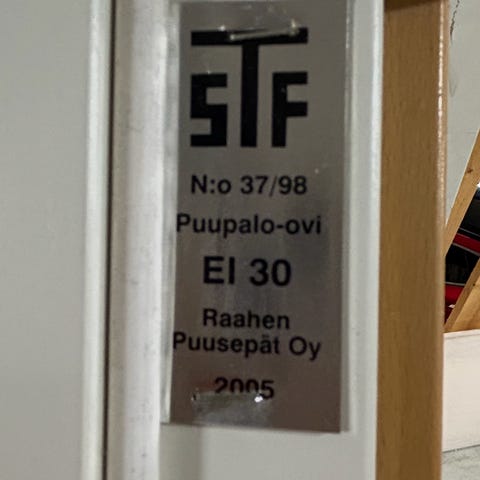 STF
N:o 37/98
Puupalo-ovi
EI 30
Raahen
Puusepät Oy
2005